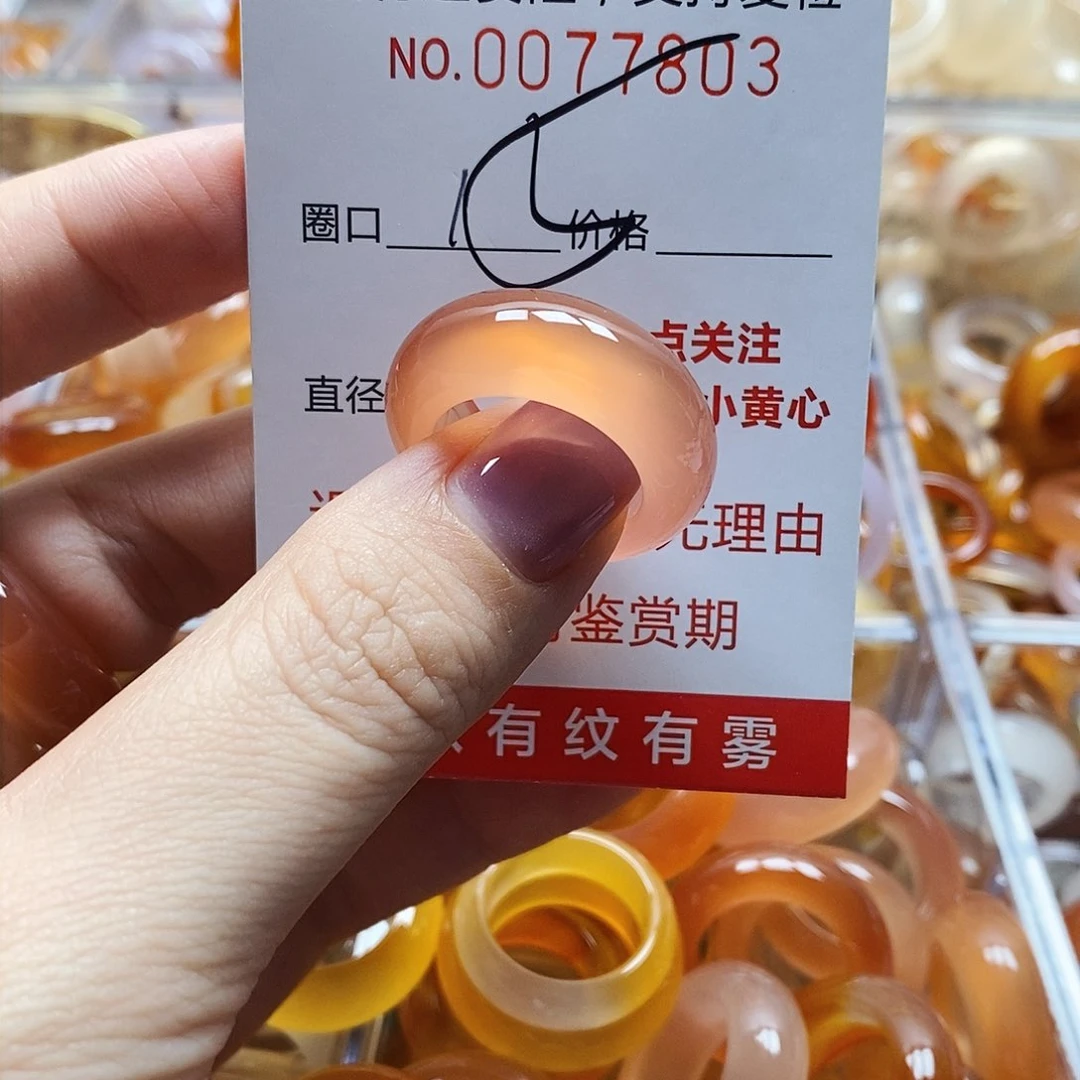 NO.0077803
圈口 价格
点关注
直径 小黄心
无理由
鉴赏期
有纹有雾